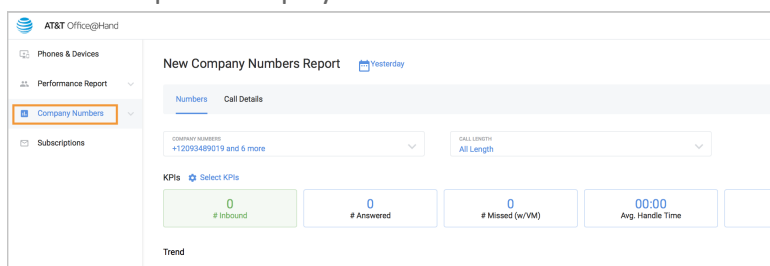 AT&T Office@Hand
Phones & Devices
Performance Report
Company Numbers
Subscriptions
New Company Numbers Report Yesterday
Numbers Call Details
COMPANY NUMBERS
+12093489019 and 6 more
CALL LENGTH
All Length
KPIs Select KPIs
0
# Inbound
0
# Answered
0
# Missed (w/VM)
00:00
Avg. Handle Time
Trend